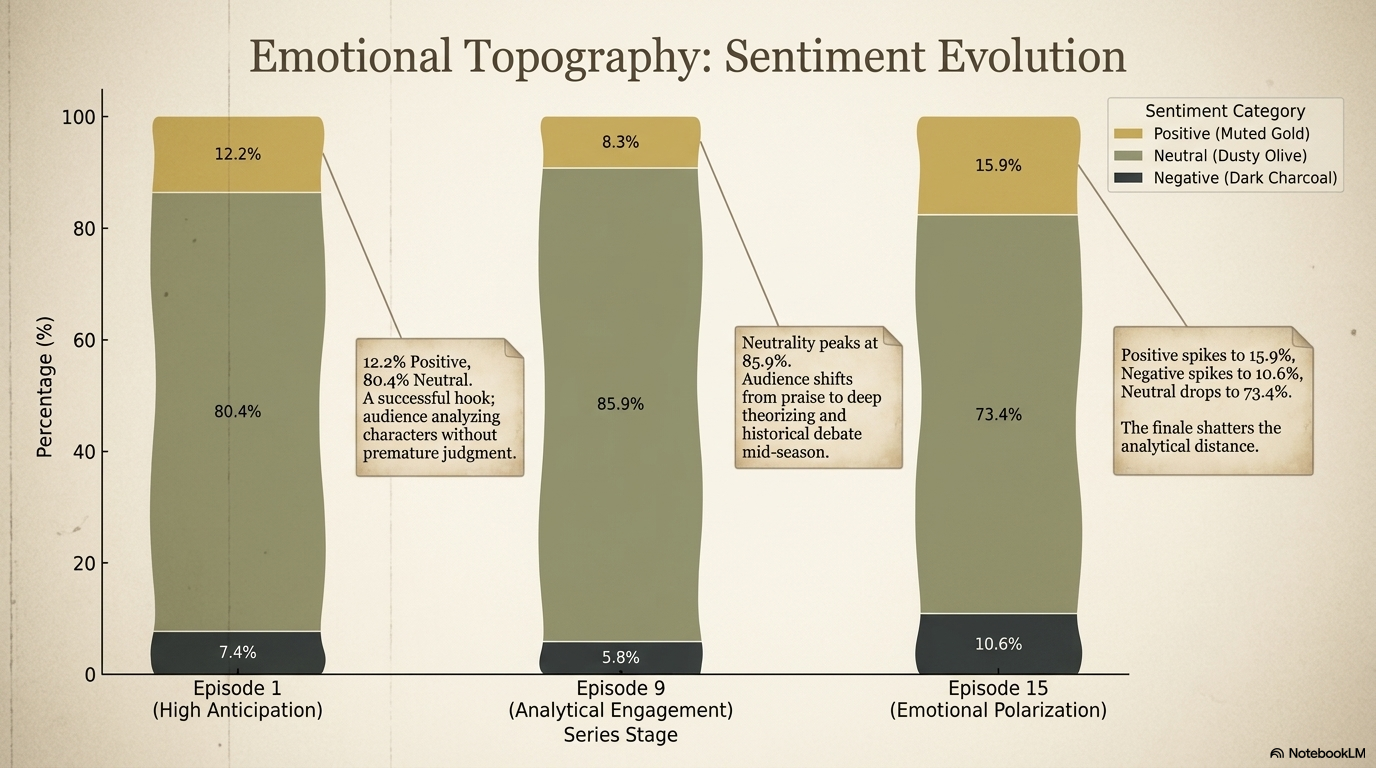 Emotional Topography: Sentiment Evolution
Sentiment Category
Positive (Muted Gold)
Neutral (Dusty Olive)
Negative (Dark Charcoal)
Percentage (%)
100
80
60
40
20
0
12.2%
80.4%
7.4%
12.2% Positive,
80.4% Neutral.
A successful hook;
audience analyzing
characters without
premature judgment.
8.3%
85.9%
5.8%
Neutrality peaks at
85.9%.
Audience shifts
from praise to deep
theorizing and
historical debate
mid-season.
15.9%
73.4%
10.6%
Positive spikes to 15.9%,
Negative spikes to 10.6%,
Neutral drops to 73.4%.
The finale shatters the
analytical distance.
Episode 1
(High Anticipation)
Episode 9
(Analytical Engagement)
Episode 15
(Emotional Polarization)
Series Stage
NotebookLM